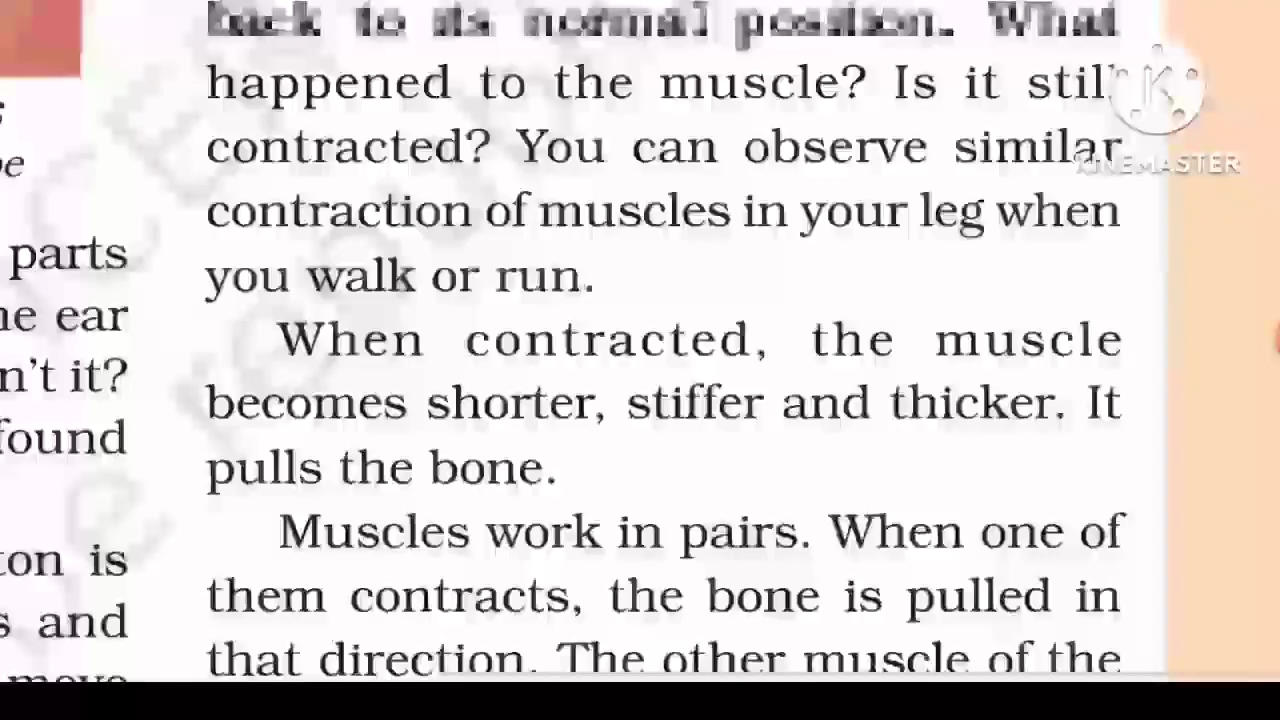 back to its normal position. What
happened to the muscle? Is it still
contracted? You can observe similar
contraction of muscles in your leg when
you walk or run.
When contracted, the muscle
becomes shorter, stiffer and thicker. It
pulls the bone.
Muscles work in pairs. When one of
them contracts, the bone is pulled in
that direction. The other muscle of the
parts
ear
it?
found
is
and
move
KINEMASTER